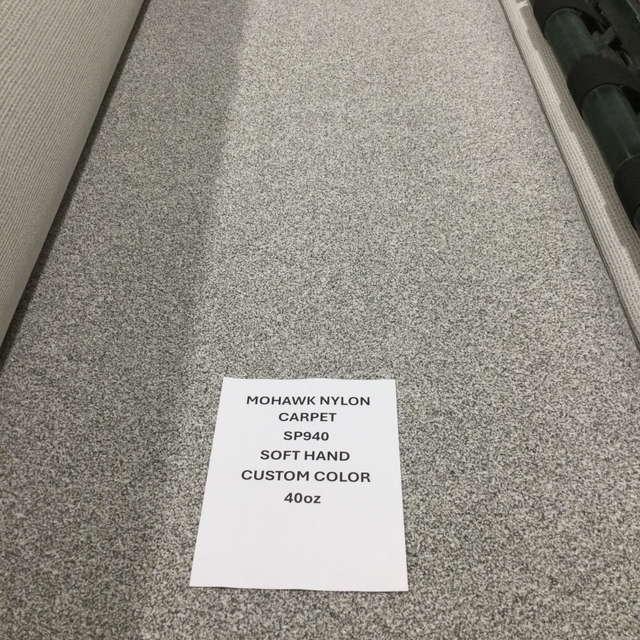 MOHAWK NYLON
CARPET
SP940
SOFT HAND
CUSTOM COLOR
40oz